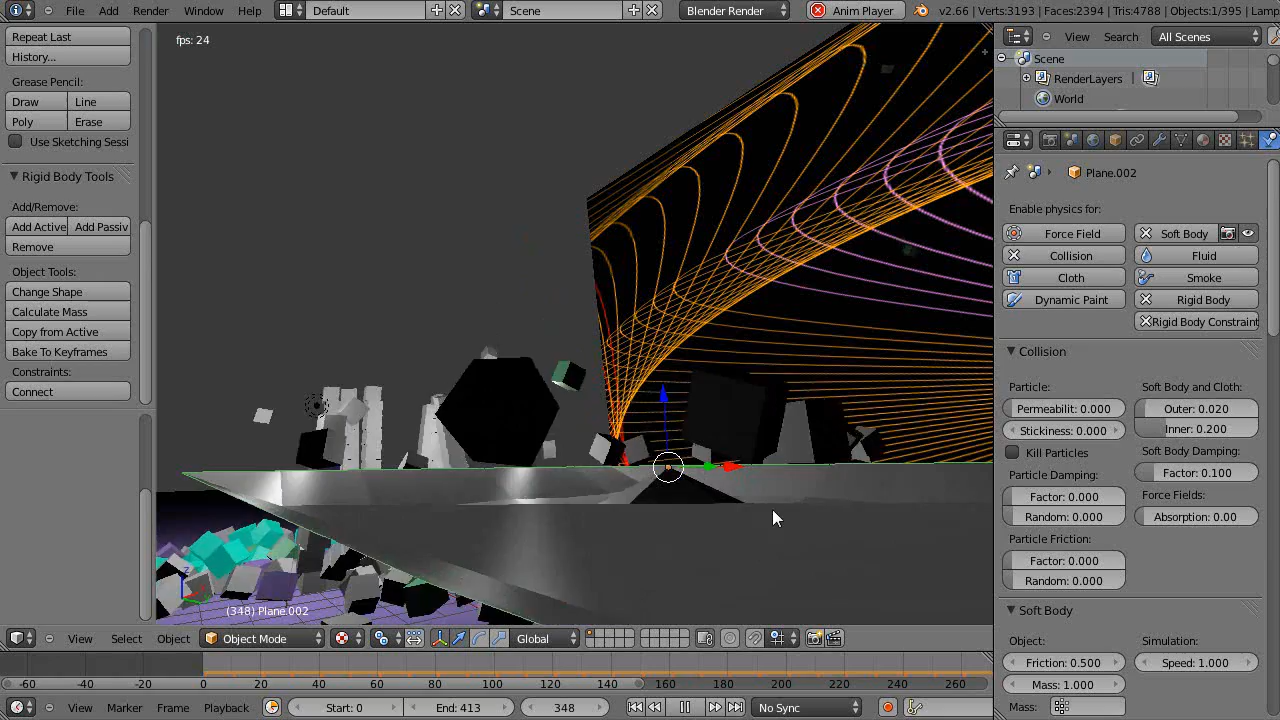 File Add Render Window Help Default Scene Blender Render Anim Player v2.66 | Verts:3193 | Faces:2394 | Tris:4788 | Objects:1/395 | Lamp
fps: 24
Repeat Last
History...
Grease Pencil:
Draw Line
Poly Erase
Use Sketching Sessi
Rigid Body Tools
Add/Remove:
Add Active Add Passiv
Remove
Object Tools:
Change Shape
Calculate Mass
Copy from Active
Bake To Keyframes
Constraints:
Connect
View Search All Scenes
Scene
RenderLayers
World
Plane.002
Enable physics for:
Force Field Soft Body
Collision Fluid
Cloth Smoke
Dynamic Paint Rigid Body
Rigid Body Constraint
Collision
Particle: Soft Body and Cloth:
Permeabilit: 0.000 Outer: 0.020
Stickiness: 0.000 Inner: 0.200
Kill Particles Soft Body Damping:
Particle Damping: Factor: 0.100
Factor: 0.000 Force Fields:
Random: 0.000 Absorption: 0.00
Particle Friction:
Factor: 0.000
Random: 0.000
Soft Body
Object: Simulation:
Friction: 0.500 Speed: 1.000
Mass: 1.000
Mass:
(348) Plane.002
View Select Object Object Mode Global
-60 -40 -20 0 20 40 60 80 100 120 140 160 180 200 220 240 260
View Marker Frame Playback Start: 0 End: 413 348 No Sync